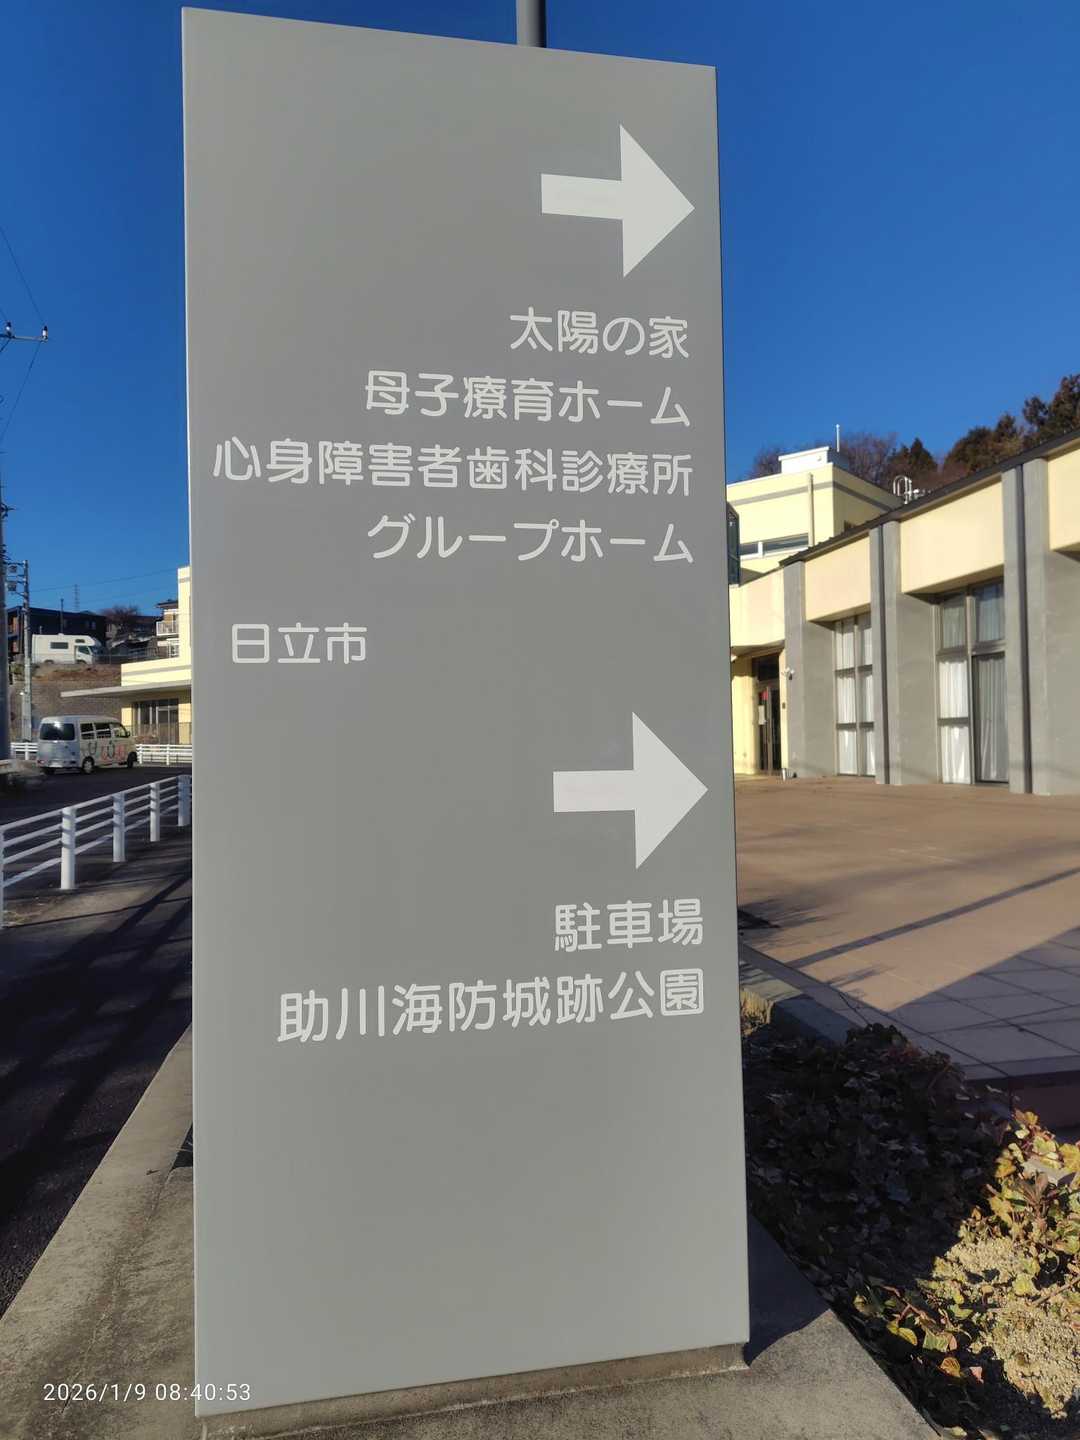 太陽の家
母子療育ホーム
心身障害者歯科診療所
グループホーム
日立市
駐車場
助川海防城跡公園
2026/1/9 08:40:53